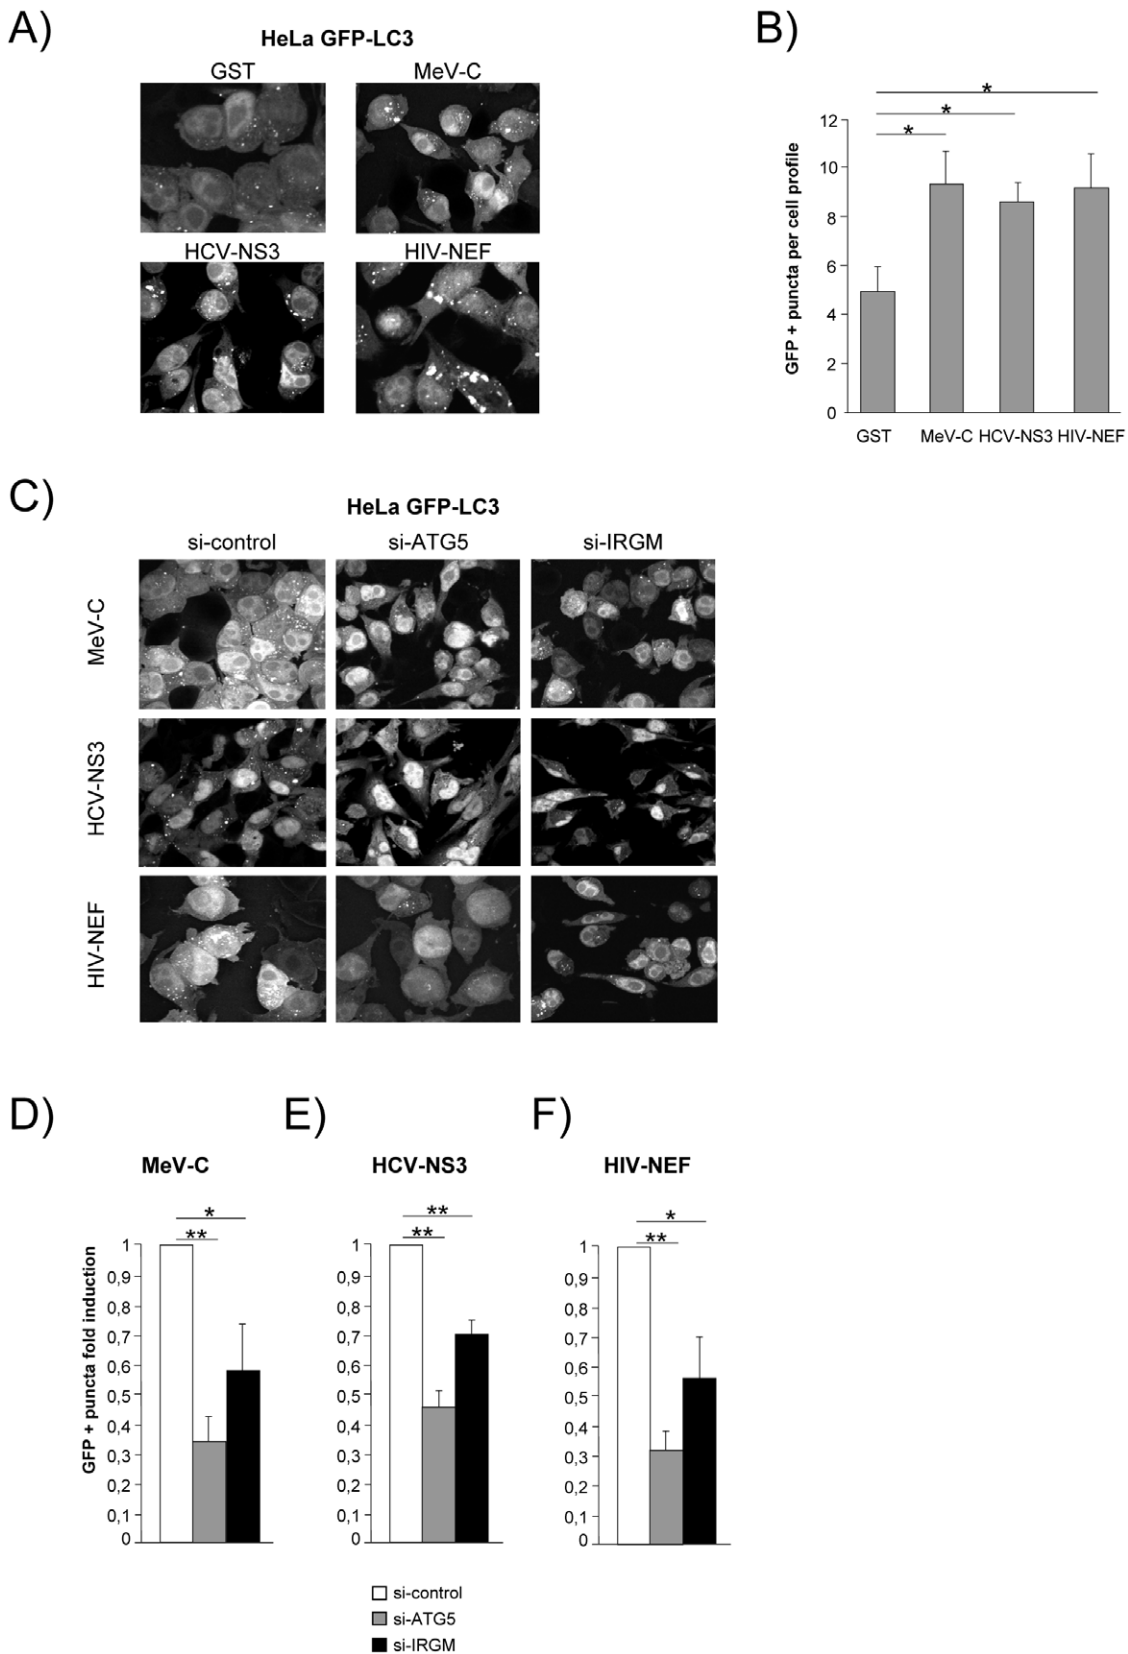 A)
HeLa GFP-LC3
GST MeV-C
HCV-NS3 HIV-NEF
B)
* * *
GFP + puncta per cell profile
12
10
8
6
4
2
0
GST MeV-C HCV-NS3 HIV-NEF
C)
HeLa GFP-LC3
si-control si-ATG5 si-IRGM
MeV-C
HCV-NS3
HIV-NEF
D)
MeV-C
*
**
GFP + puncta fold induction
1
0,9
0,8
0,7
0,6
0,5
0,4
0,3
0,2
0,1
0
E)
HCV-NS3
**
**
1
0,9
0,8
0,7
0,6
0,5
0,4
0,3
0,2
0,1
0
F)
HIV-NEF
*
**
1
0,9
0,8
0,7
0,6
0,5
0,4
0,3
0,2
0,1
0
si-control
si-ATG5
si-IRGM